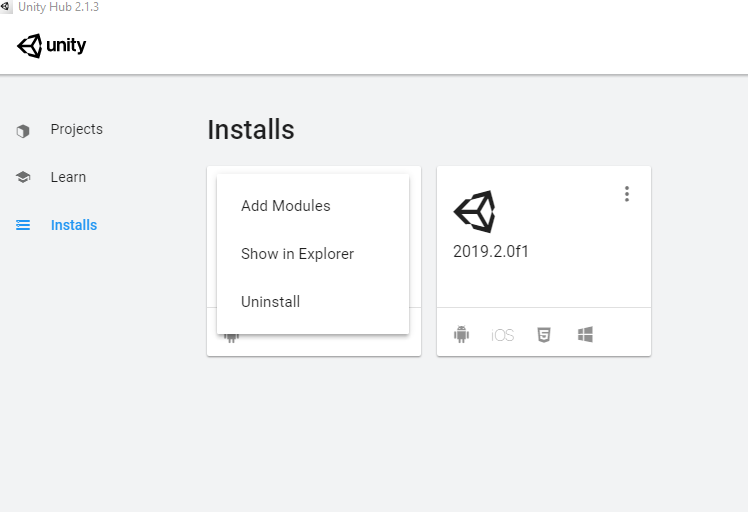 Unity Hub 2.1.3
unity
Projects
Learn
Installs
Installs
Add Modules
Show in Explorer
Uninstall
2019.2.0f1
iOS